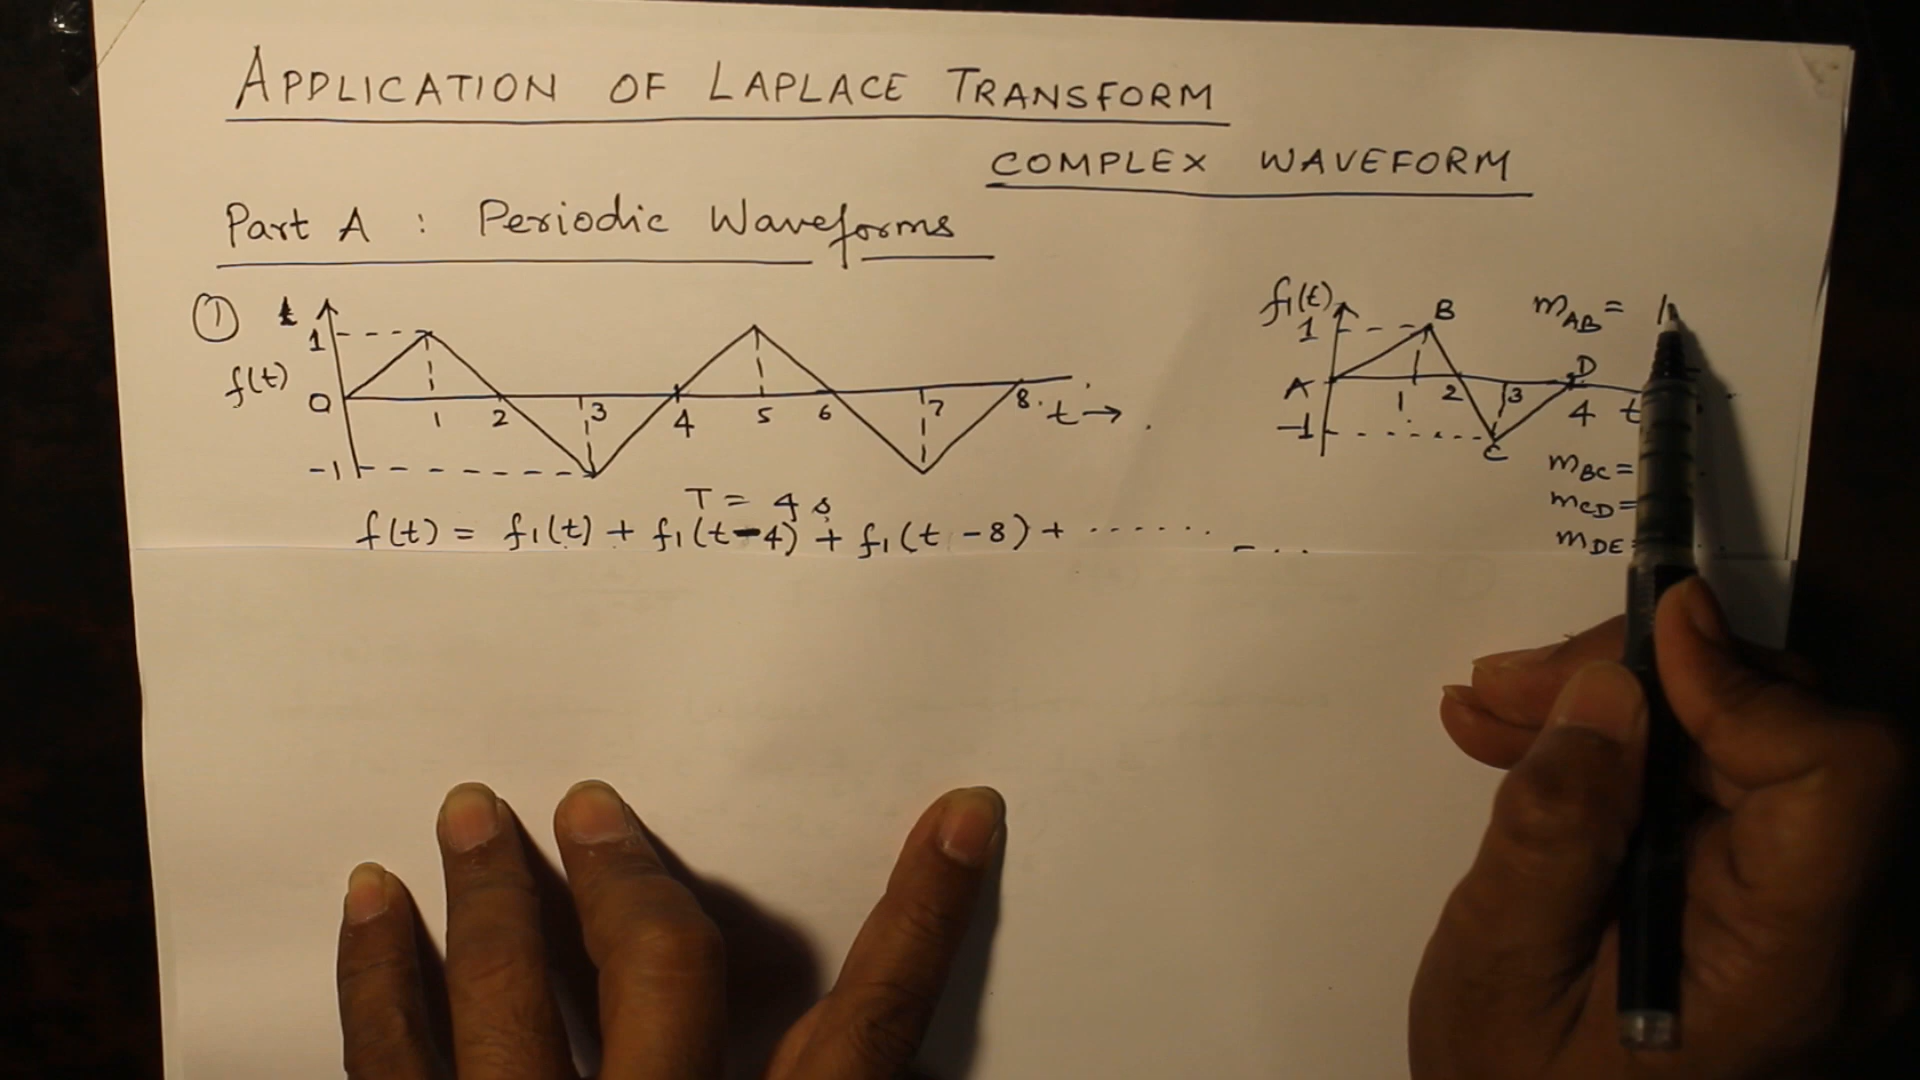 APPLICATION OF LAPLACE TRANSFORM
COMPLEX WAVEFORM
Part A : Periodic Waveforms
①
1
f(t)
0
-1
1 2 3 4 5 6 7 8. t →
T = 4 s
f(t) = f₁(t) + f₁(t-4) + f₁(t - 8) + .......
f₁(t)
1
A
-1
B
C
D
1 2 3 4 t
mAB =
mBC =
mCD =
mDE =